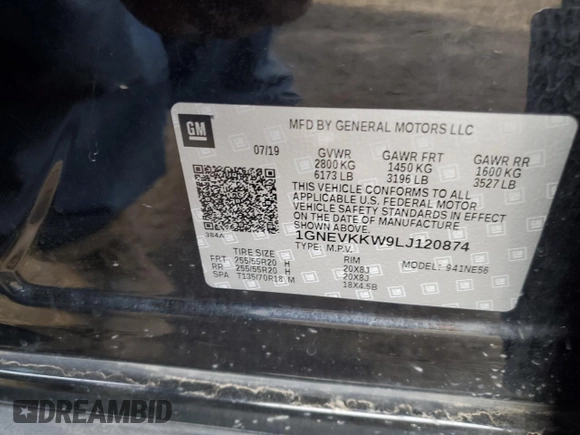 GM
MFD BY GENERAL MOTORS LLC
07/19 GVWR GAWR FRT GAWR RR
2800 KG 1450 KG 1600 KG
6173 LB 3196 LB 3527 LB
THIS VEHICLE CONFORMS TO ALL
APPLICABLE U.S. FEDERAL MOTOR
VEHICLE SAFETY STANDARDS IN EFFECT
ON THE DATE OF MANUFACTURE
SHOWN ABOVE.
1GNEVKKW9LJ120874
384A
TYPE: M.P.V. MODEL: 941NE56
TIRE SIZE RIM
FRT 255/55R20 H 20X8J
RR 255/55R20 H 20X8J
SPA T135/70R18 M 18X4.5B
DREAMBID